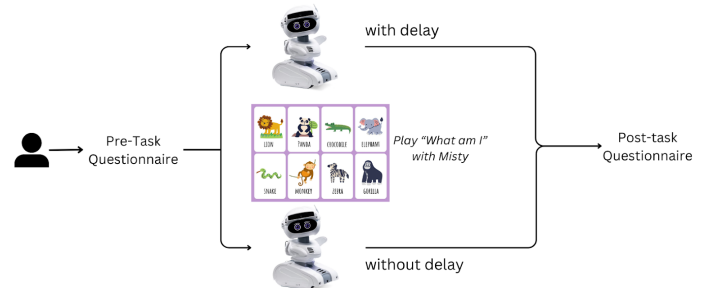 with delay
Pre-Task
Questionnaire
LION
PANDA
CROCODILE
ELEPHANT
SNAKE
MONKEY
ZEBRA
GORILLA
Play “What am I”
with Misty
Post-task
Questionnaire
without delay